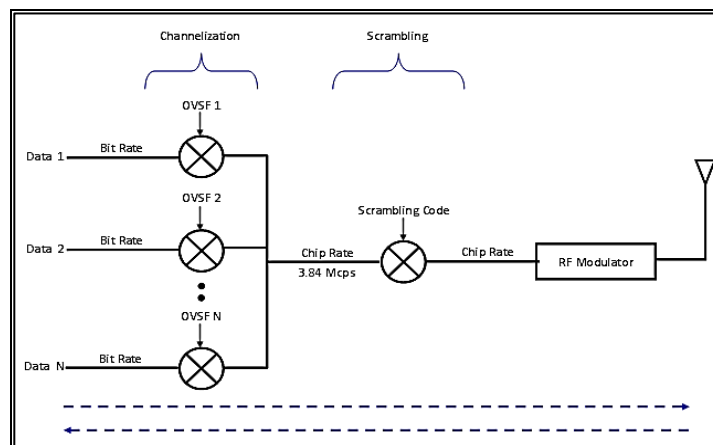 Channelization
Scrambling
OVSF 1
Data 1
Bit Rate
OVSF 2
Scrambling Code
Data 2
Bit Rate
Chip Rate
3.84 Mcps
Chip Rate
RF Modulator
OVSF N
Data N
Bit Rate